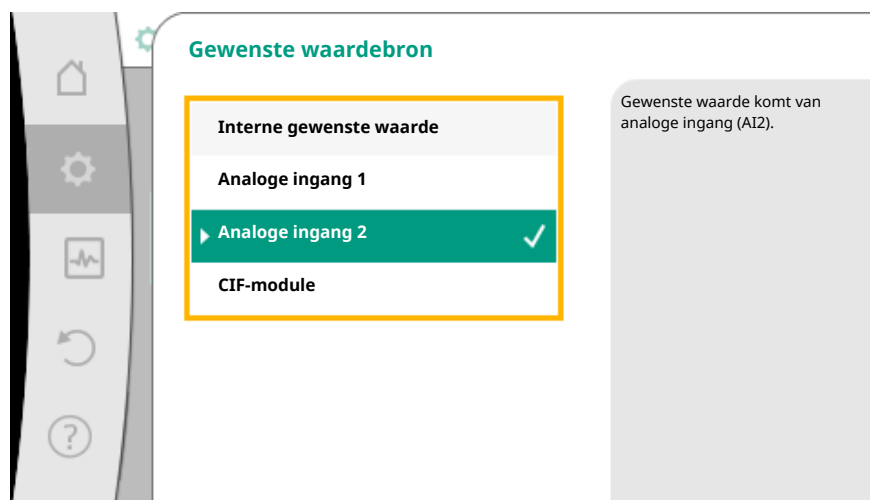 Gewenste waardebron
Interne gewenste waarde
Analoge ingang 1
Analoge ingang 2
CIF-module
Gewenste waarde komt van
analoge ingang (AI2).
?